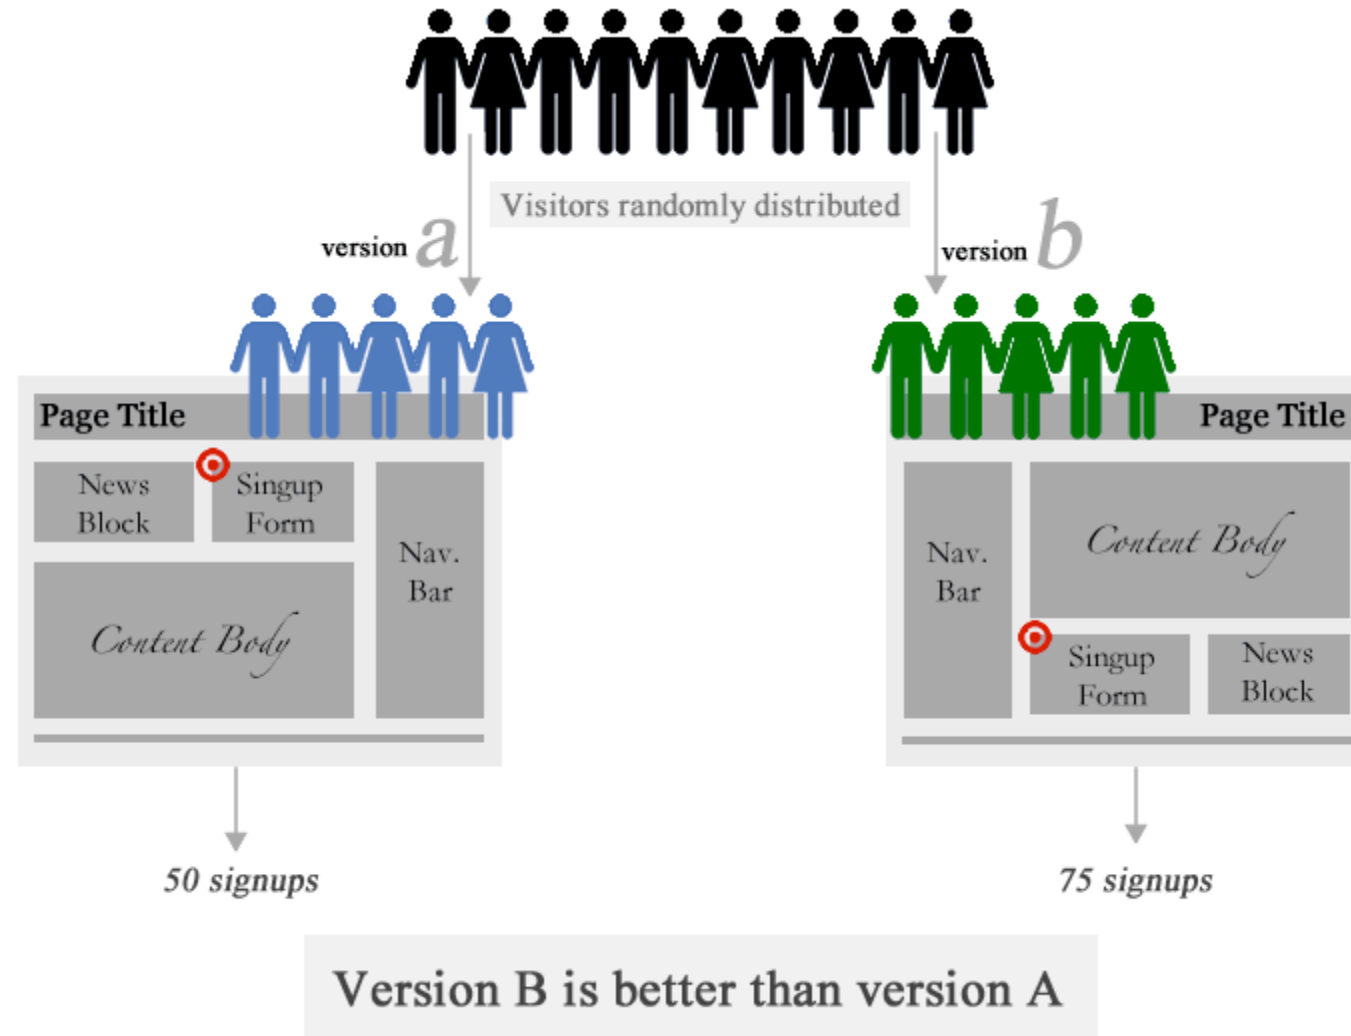 Visitors randomly distributed
version a
version b
Page Title
News
Block
Singup
Form
Nav.
Bar
Content Body
Page Title
Nav.
Bar
Content Body
Singup
Form
News
Block
50 signups
75 signups
Version B is better than version A